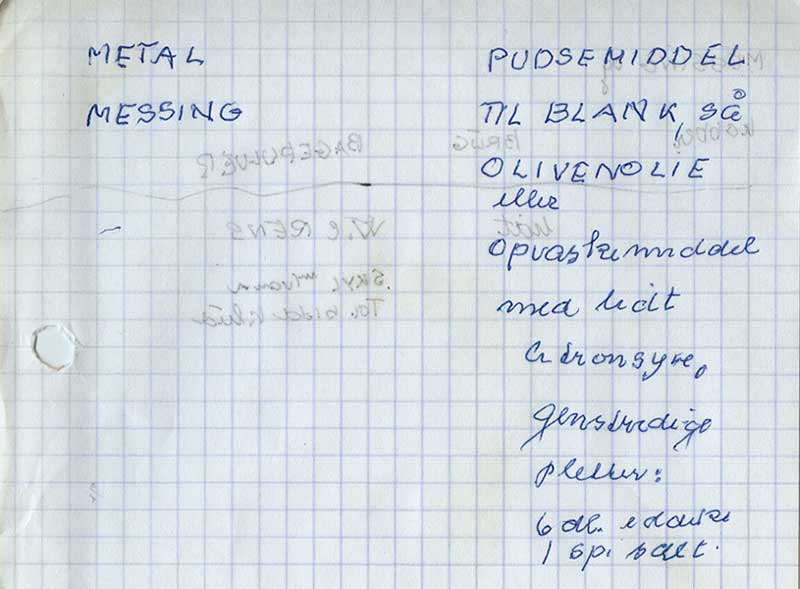 METAL PUDSEMIDDEL
MESSING TIL BLANK, Så
OLIVENOLIE
eller
opvaskemiddel
med lidt
citronsyre,
genstridige
pletter:
6 dl. eddike
1 sp. salt.